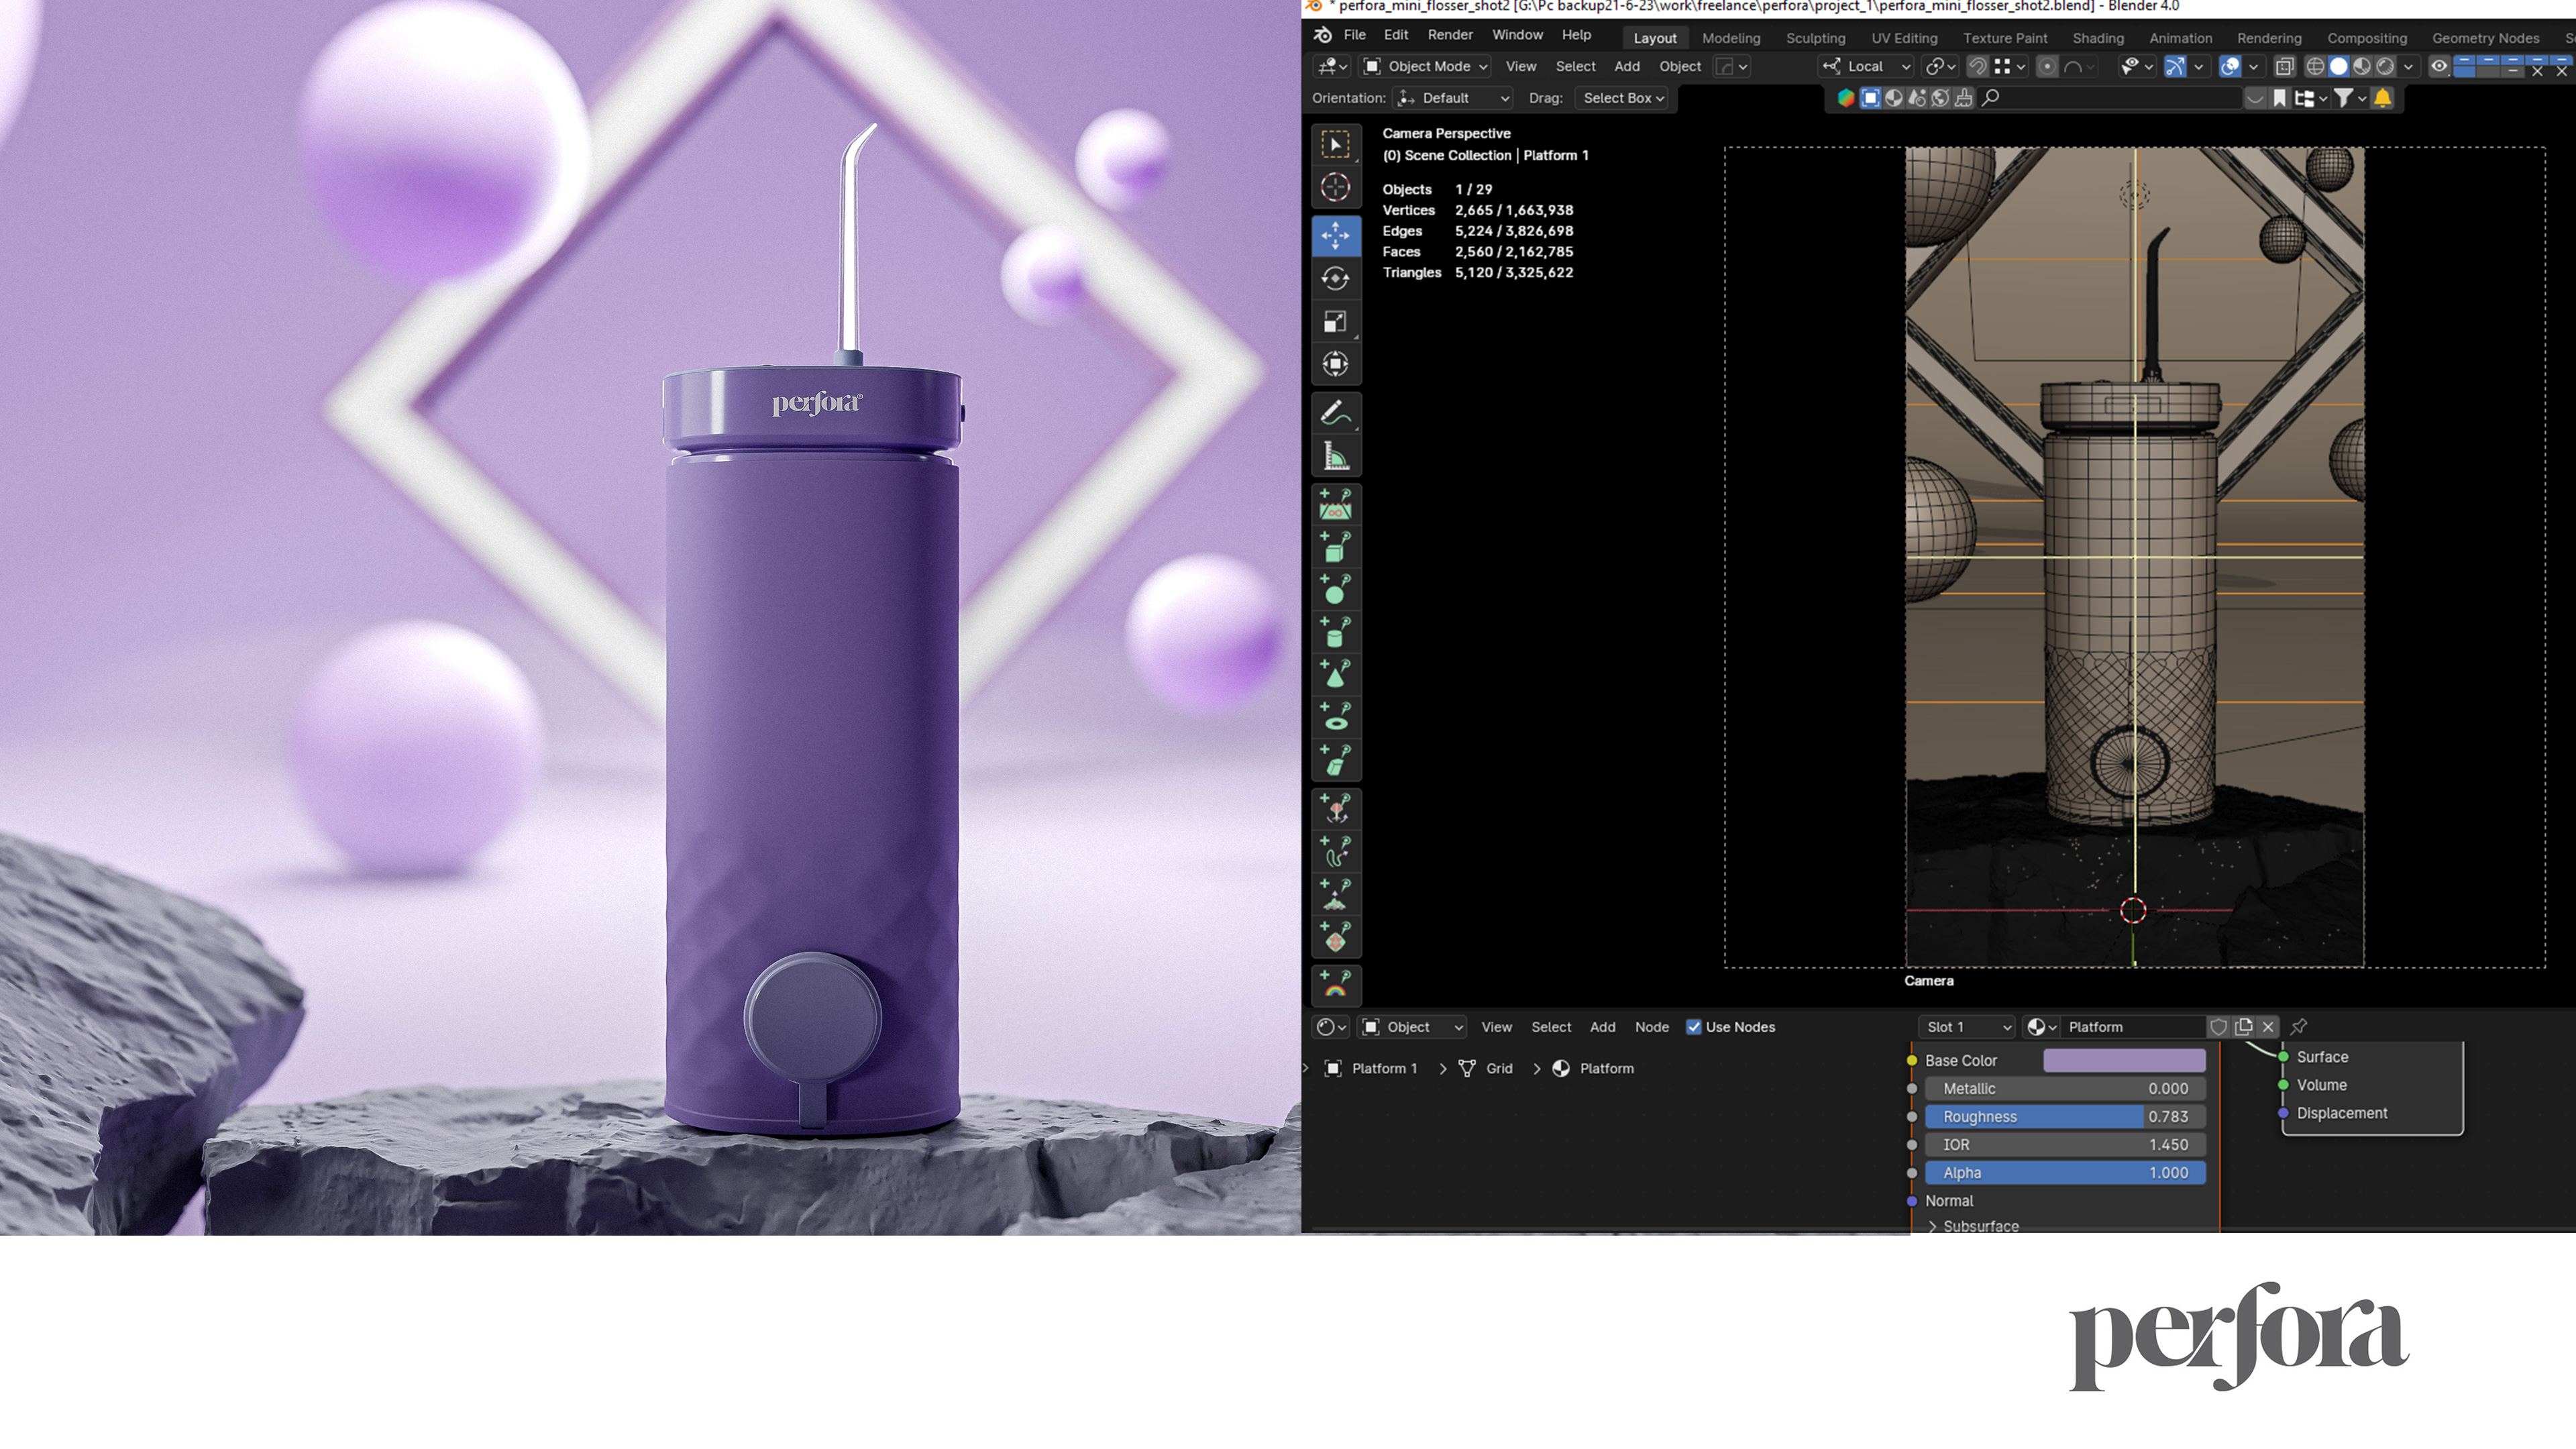 perfora®
* perfora_mini_flosser_shot2 [G:\Pc backup21-6-23\work\freelance\perfora\project_1\perfora_mini_flosser_shot2.blend] - Blender 4.0
File Edit Render Window Help Layout Modeling Sculpting UV Editing Texture Paint Shading Animation Rendering Compositing Geometry Nodes
Object Mode View Select Add Object Local
Orientation: Default Drag: Select Box
Camera Perspective
(0) Scene Collection | Platform 1
Objects 1 / 29
Vertices 2,665 / 1,663,938
Edges 5,224 / 3,826,698
Faces 2,560 / 2,162,785
Triangles 5,120 / 3,325,622
Camera
Object View Select Add Node Use Nodes Slot 1 Platform
Platform 1 > Grid > Platform
Base Color
Metallic 0.000
Roughness 0.783
IOR 1.450
Alpha 1.000
Normal
> Subsurface
Surface
Volume
Displacement
perfora